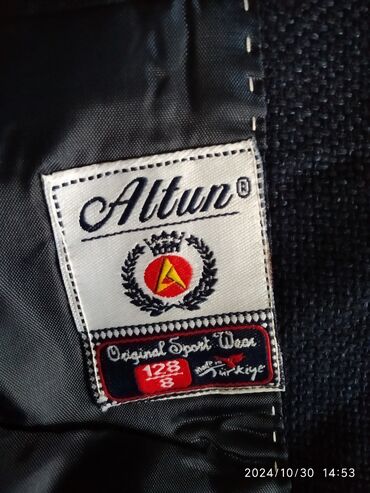 Altun®
Original Sport Wear
128
8
made in
Türkiye
2024/10/30 14:53